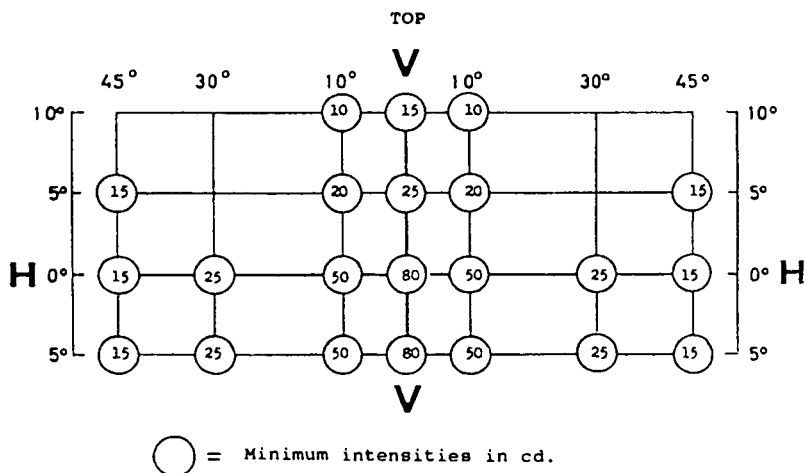 TOP
V
45° 30° 10° 10° 30° 45°
10° 10 15 10 10°
5° 15 20 25 20 15 5°
H 0° 15 25 50 80 50 25 15 0° H
5° 15 25 50 80 50 25 15 5°
V
= Minimum intensities in cd.